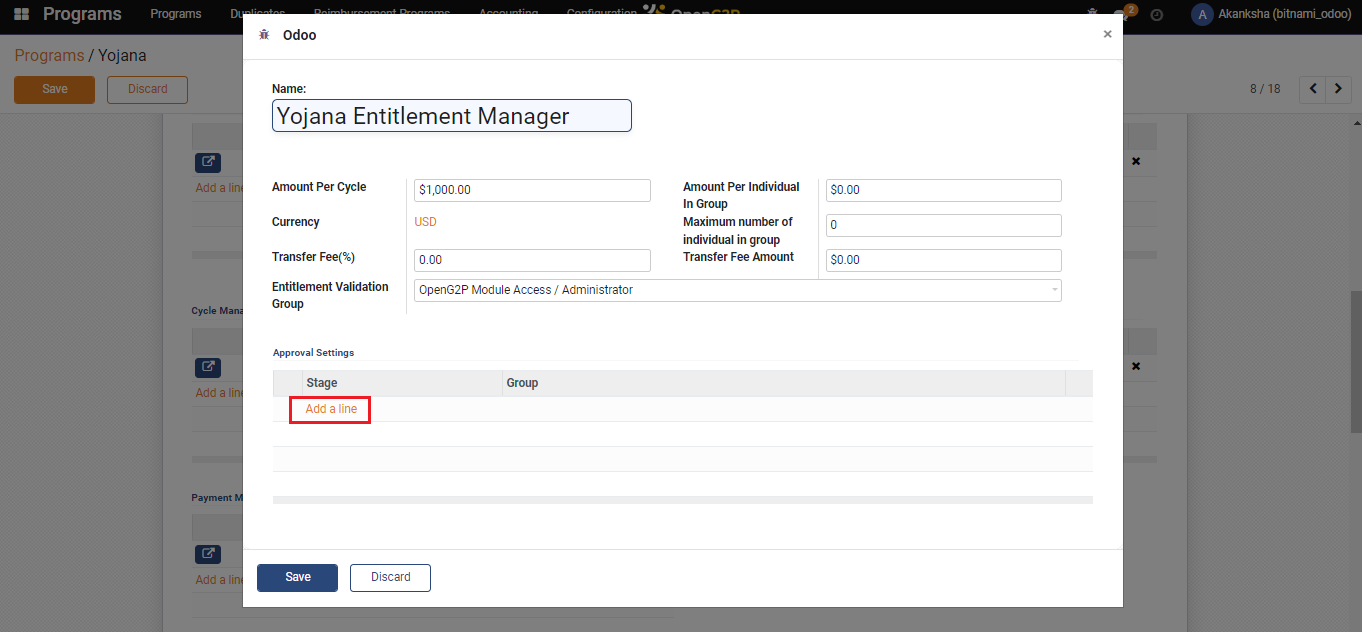 Programs Programs Duplicates Reimbursement Programs Accounting Configuration OpenG2P 2 A Akanksha (bitnami_odoo)
Odoo ×
Programs / Yojana
Save Discard 8 / 18
Name:
Yojana Entitlement Manager
Amount Per Cycle $1,000.00
Amount Per Individual In Group $0.00
Currency USD
Maximum number of individual in group 0
Transfer Fee(%) 0.00
Transfer Fee Amount $0.00
Entitlement Validation Group OpenG2P Module Access / Administrator
Add a line
Cycle Mana
Add a line
Payment M
Add a line
Approval Settings
Stage Group
Add a line
Save Discard